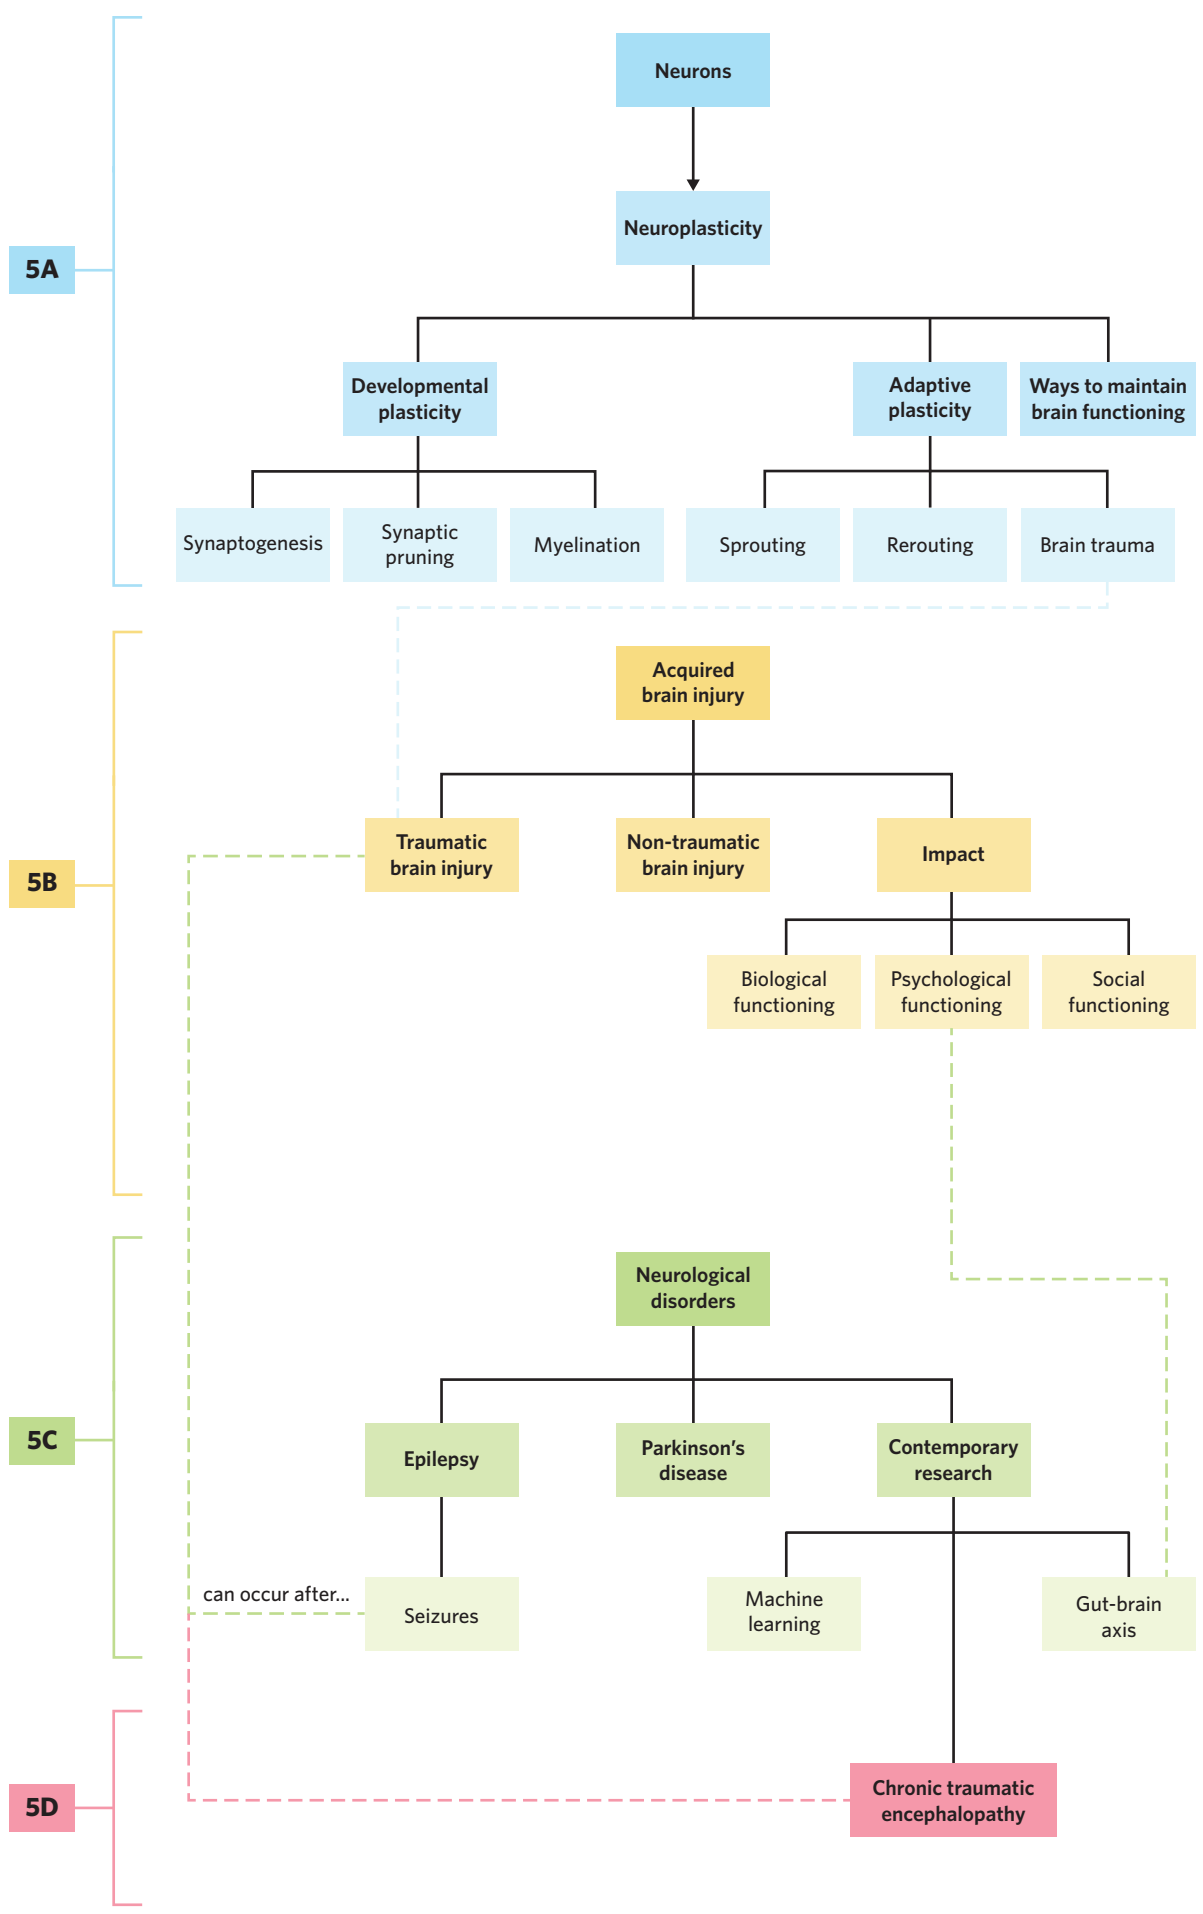 5A
Neurons
Neuroplasticity
Developmental
plasticity
Adaptive
plasticity
Ways to maintain
brain functioning
Synaptogenesis
Synaptic
pruning
Myelination
Sprouting
Rerouting
Brain trauma
5B
Acquired
brain injury
Traumatic
brain injury
Non-traumatic
brain injury
Impact
Biological
functioning
Psychological
functioning
Social
functioning
5C
Neurological
disorders
Epilepsy
Parkinson's
disease
Contemporary
research
can occur after...
Seizures
Machine
learning
Gut-brain
axis
5D
Chronic traumatic
encephalopathy